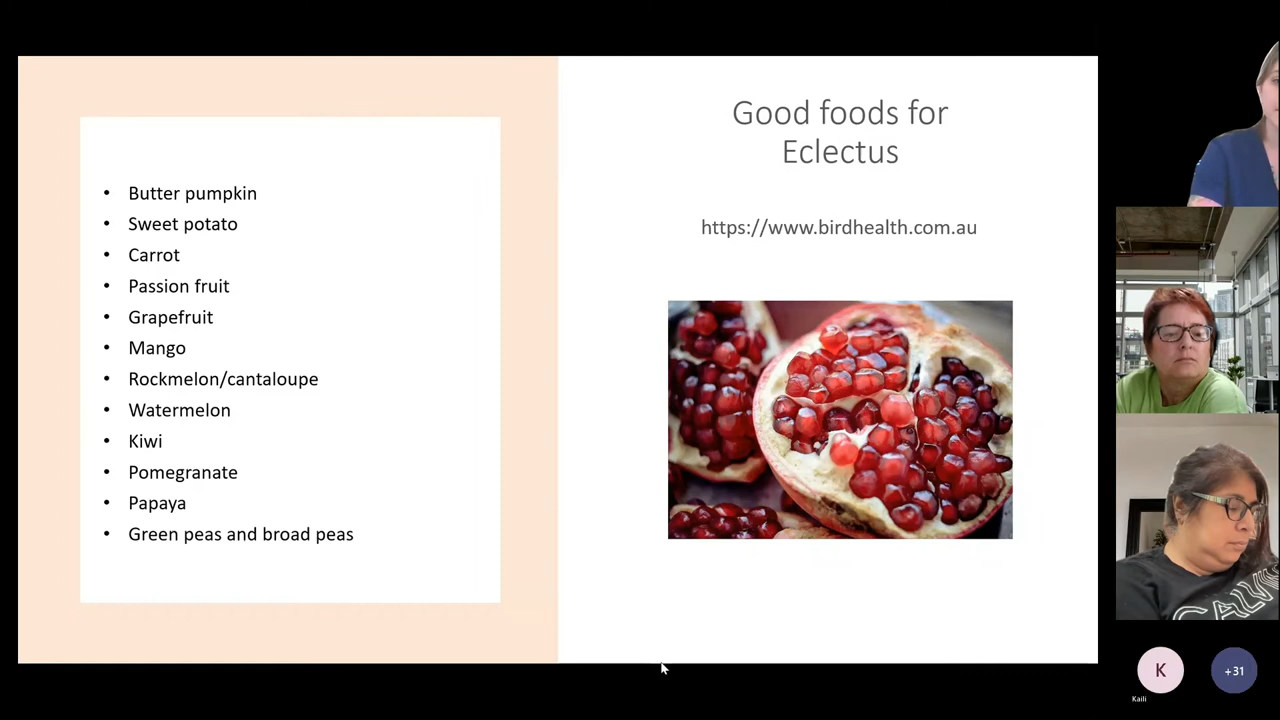 Good foods for
Eclectus
https://www.birdhealth.com.au
• Butter pumpkin
• Sweet potato
• Carrot
• Passion fruit
• Grapefruit
• Mango
• Rockmelon/cantaloupe
• Watermelon
• Kiwi
• Pomegranate
• Papaya
• Green peas and broad peas
K
Kaili
+31